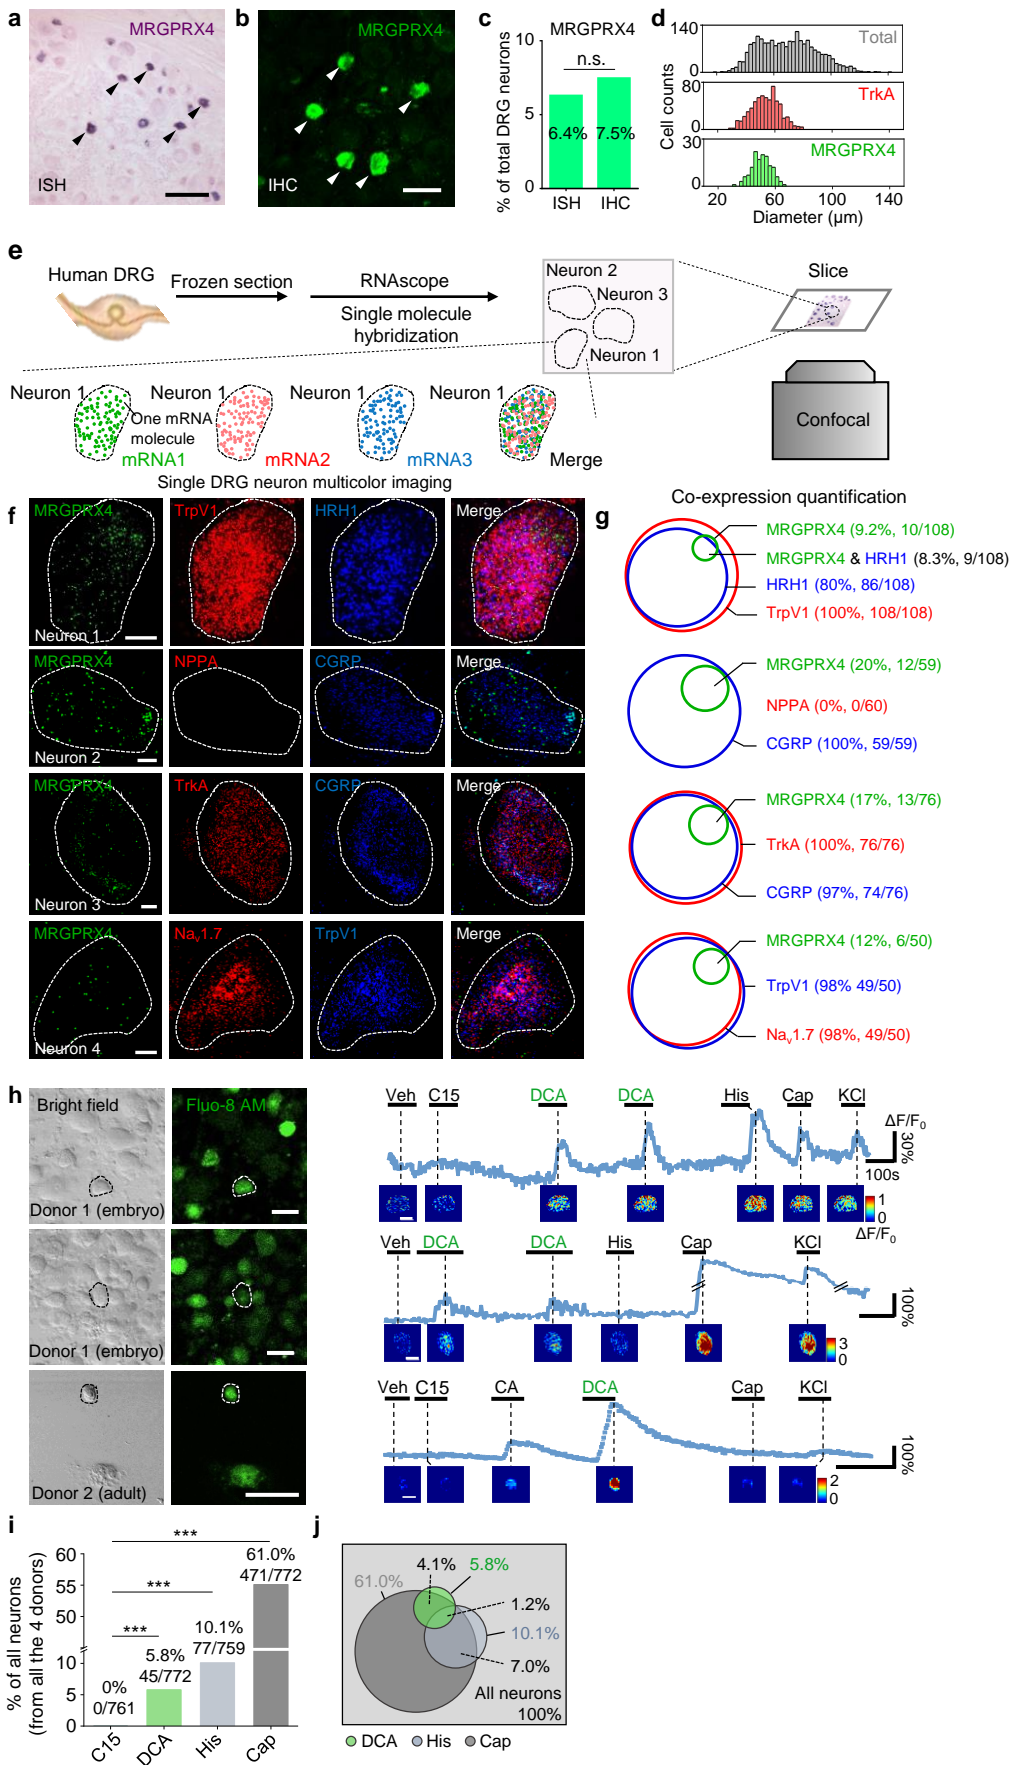 a
MRGPRX4
ISH
b
MRGPRX4
IHC
c
MRGPRX4
% of total DRG neurons
10
5
0
n.s.
6.4%
7.5%
ISH
IHC
d
Cell counts
140
0
Total
80
0
TrkA
30
0
MRGPRX4
20
60
100
140
Diameter (µm)
e
Human DRG
Frozen section
RNAscope
Single molecule
hybridization
Neuron 2
Neuron 3
Neuron 1
Slice
Confocal
Neuron 1
Neuron 1
Neuron 1
Neuron 1
One mRNA
molecule
mRNA1
mRNA2
mRNA3
Merge
Single DRG neuron multicolor imaging
f
MRGPRX4
TrpV1
HRH1
Merge
Neuron 1
MRGPRX4
NPPA
CGRP
Merge
Neuron 2
MRGPRX4
TrkA
CGRP
Merge
Neuron 3
MRGPRX4
Nav1.7
TrpV1
Merge
Neuron 4
g
Co-expression quantification
MRGPRX4 (9.2%, 10/108)
MRGPRX4 & HRH1 (8.3%, 9/108)
HRH1 (80%, 86/108)
TrpV1 (100%, 108/108)
MRGPRX4 (20%, 12/59)
NPPA (0%, 0/60)
CGRP (100%, 59/59)
MRGPRX4 (17%, 13/76)
TrkA (100%, 76/76)
CGRP (97%, 74/76)
MRGPRX4 (12%, 6/50)
TrpV1 (98% 49/50)
Nav1.7 (98%, 49/50)
h
Bright field
Fluo-8 AM
Donor 1 (embryo)
Veh C15 DCA DCA His Cap KCl
ΔF/F0
30%
100s
1
0
ΔF/F0
Donor 1 (embryo)
Veh DCA DCA His Cap KCl
100%
3
0
Donor 2 (adult)
Veh C15 CA DCA Cap KCl
100%
2
0
i
% of all neurons
(from all the 4 donors)
60
55
50
10
5
0
***
***
***
0%
0/761
5.8%
45/772
10.1%
77/759
61.0%
471/772
C15
DCA
His
Cap
j
61.0%
4.1%
5.8%
1.2%
10.1%
7.0%
All neurons
100%
DCA His Cap